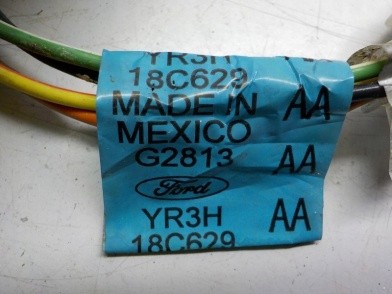 YR3H
18C629
MADE IN AA
MEXICO
G2813 AA
Ford
YR3H AA
18C629